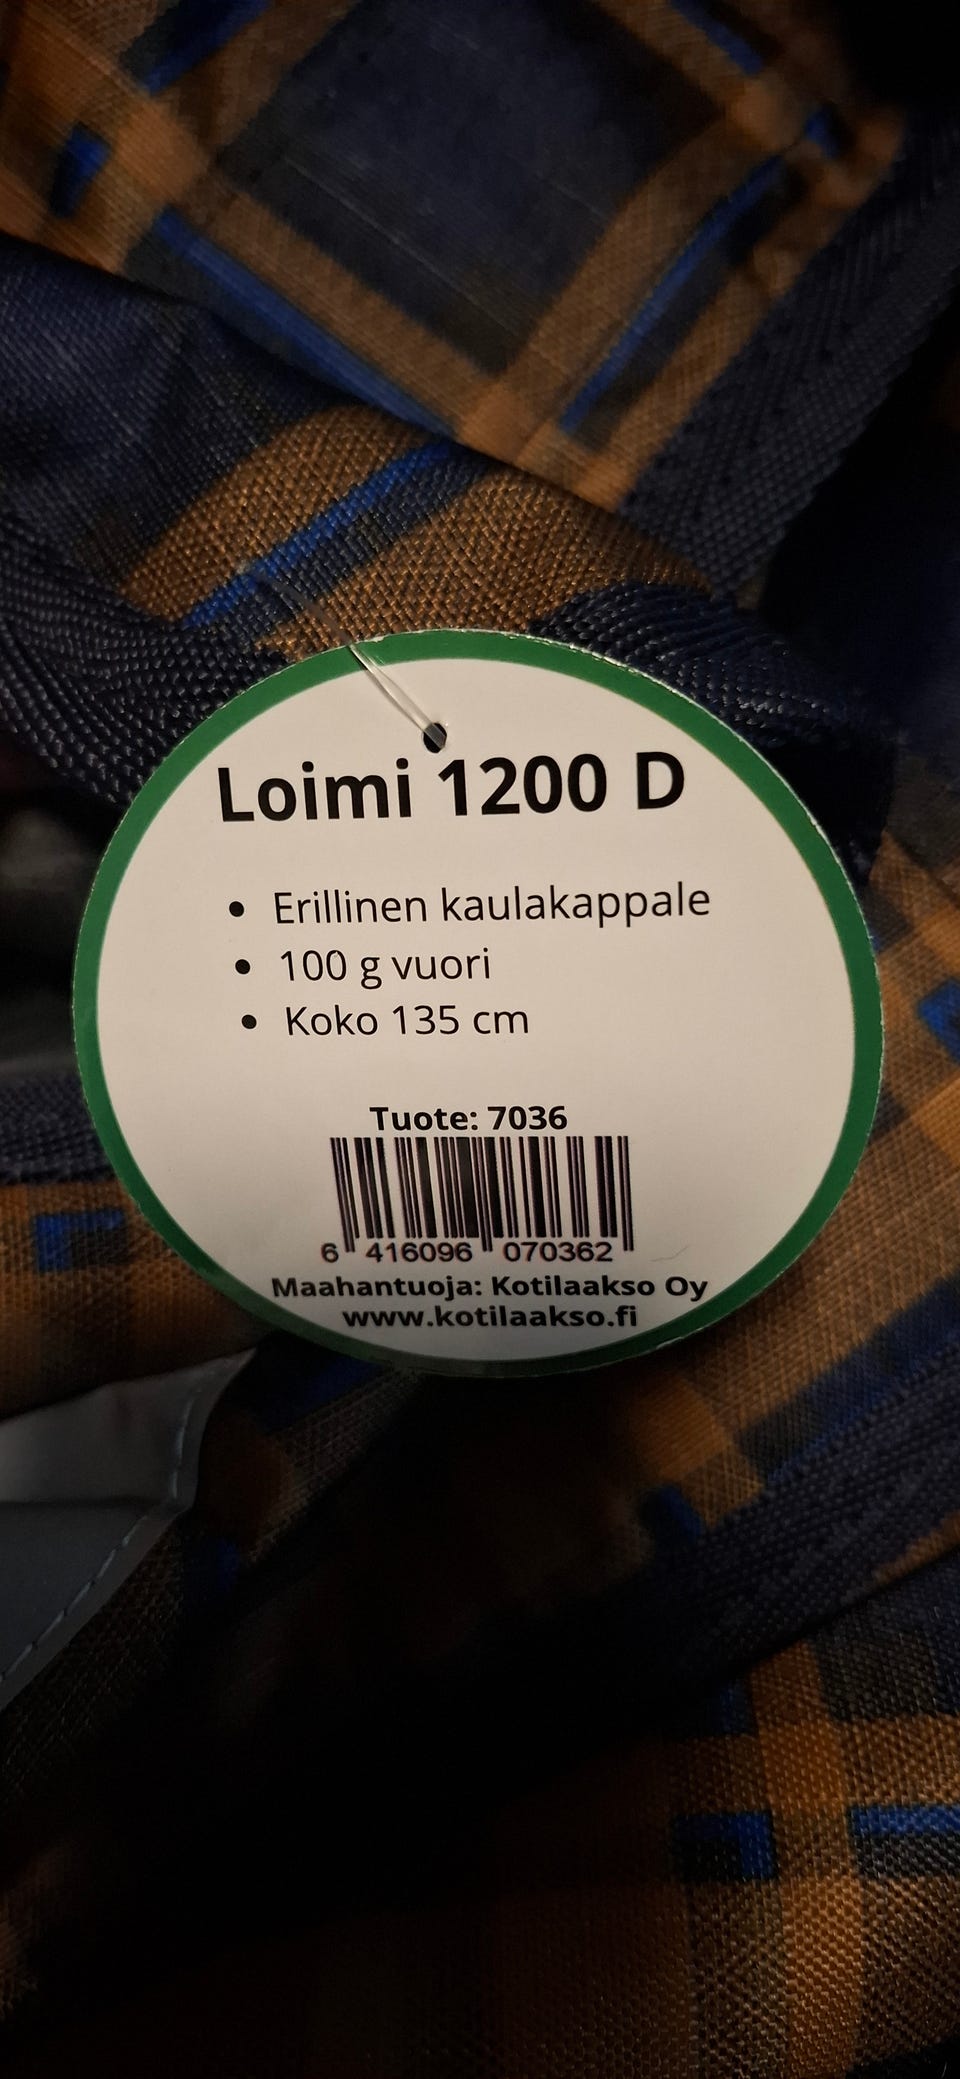 Loimi 1200 D
• Erillinen kaulakappale
• 100 g vuori
• Koko 135 cm
Tuote: 7036
6 416096 070362
Maahantuoja: Kotilaakso Oy
www.kotilaakso.fi